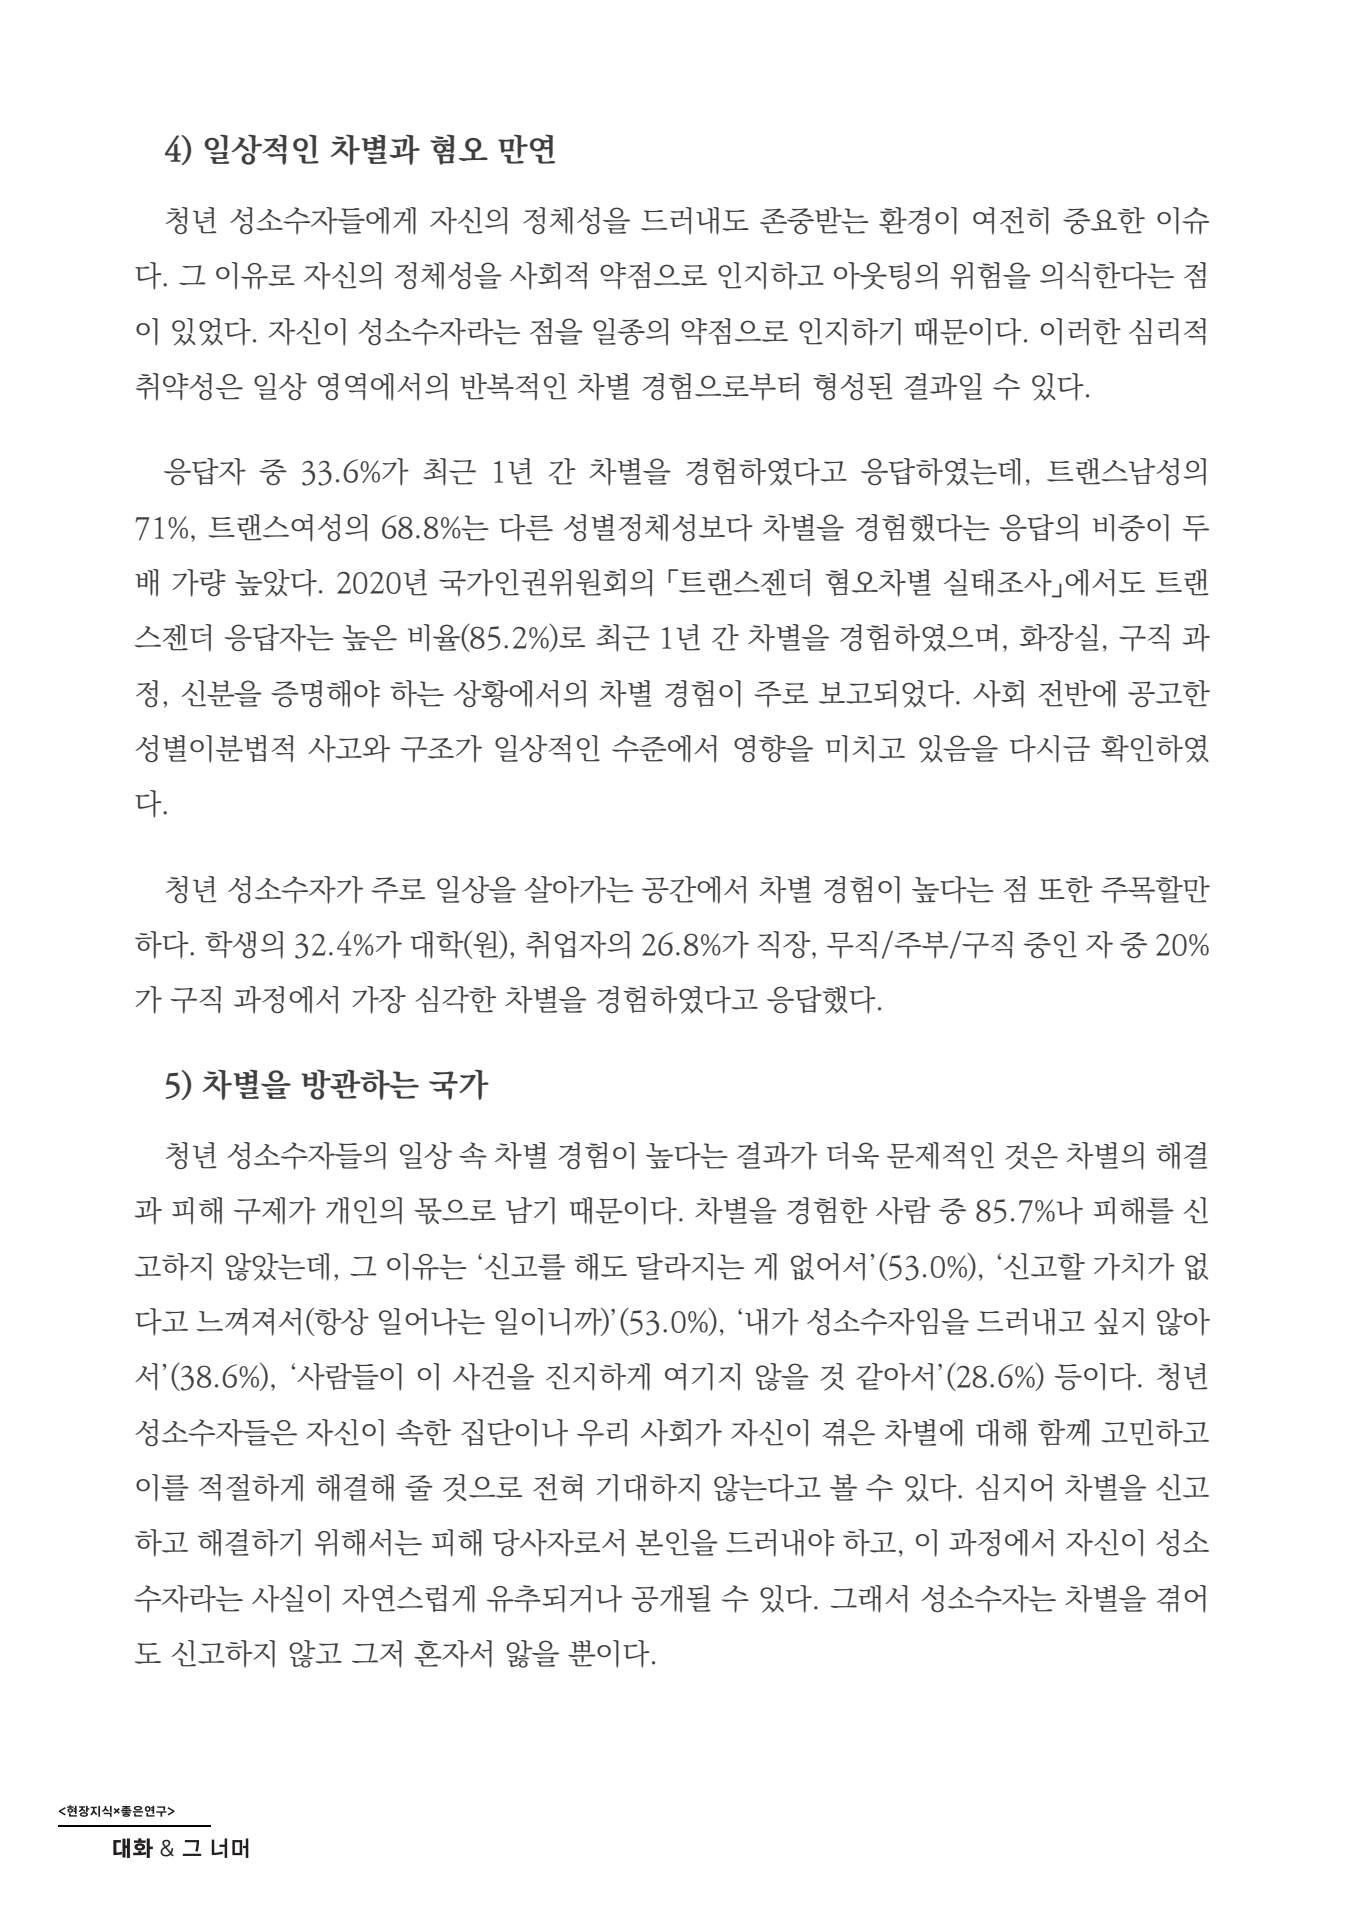 4) 일상적인 차별과 혐오 만연
청년 성소수자들에게 자신의 정체성을 드러내도 존중받는 환경이 여전히 중요한 이슈
다. 그 이유로 자신의 정체성을 사회적 약점으로 인지하고 아웃팅의 위험을 의식한다는 점
이 있었다. 자신이 성소수자라는 점을 일종의 약점으로 인지하기 때문이다. 이러한 심리적
취약성은 일상 영역에서의 반복적인 차별 경험으로부터 형성된 결과일 수 있다.
응답자 중 33.6%가 최근 1년 간 차별을 경험하였다고 응답하였는데, 트랜스남성의
71%, 트랜스여성의 68.8%는 다른 성별정체성보다 차별을 경험했다는 응답의 비중이 두
배 가량 높았다. 2020년 국가인권위원회의 「트랜스젠더 혐오차별 실태조사」에서도 트랜
스젠더 응답자는 높은 비율(85.2%)로 최근 1년 간 차별을 경험하였으며, 화장실, 구직 과
정, 신분을 증명해야 하는 상황에서의 차별 경험이 주로 보고되었다. 사회 전반에 공고한
성별이분법적 사고와 구조가 일상적인 수준에서 영향을 미치고 있음을 다시금 확인하였
다.
청년 성소수자가 주로 일상을 살아가는 공간에서 차별 경험이 높다는 점 또한 주목할만
하다. 학생의 32.4%가 대학(원), 취업자의 26.8%가 직장, 무직/주부/구직 중인 자 중 20%
가 구직 과정에서 가장 심각한 차별을 경험하였다고 응답했다.
5) 차별을 방관하는 국가
청년 성소수자들의 일상 속 차별 경험이 높다는 결과가 더욱 문제적인 것은 차별의 해결
과 피해 구제가 개인의 몫으로 남기 때문이다. 차별을 경험한 사람 중 85.7%나 피해를 신
고하지 않았는데, 그 이유는 ‘신고를 해도 달라지는 게 없어서’(53.0%), ‘신고할 가치가 없
다고 느껴져서(항상 일어나는 일이니까)’(53.0%), ‘내가 성소수자임을 드러내고 싶지 않아
서’(38.6%), ‘사람들이 이 사건을 진지하게 여기지 않을 것 같아서’(28.6%) 등이다. 청년
성소수자들은 자신이 속한 집단이나 우리 사회가 자신이 겪은 차별에 대해 함께 고민하고
이를 적절하게 해결해 줄 것으로 전혀 기대하지 않는다고 볼 수 있다. 심지어 차별을 신고
하고 해결하기 위해서는 피해 당사자로서 본인을 드러내야 하고, 이 과정에서 자신이 성소
수자라는 사실이 자연스럽게 유추되거나 공개될 수 있다. 그래서 성소수자는 차별을 겪어
도 신고하지 않고 그저 혼자서 앓을 뿐이다.
<현장지식×좋은연구>
대화 & 그 너머